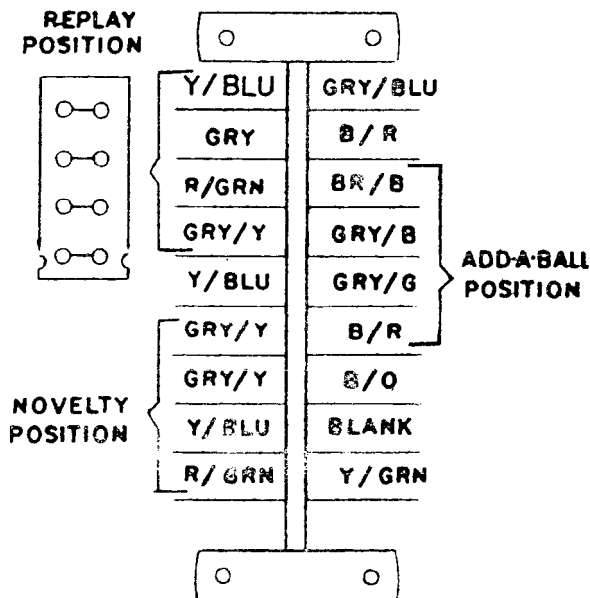 REPLAY
POSITION
Y/BLU GRY/BLU
GRY B/R
R/GRN BR/B
GRY/Y GRY/B
Y/BLU GRY/G
ADD-A-BALL
POSITION
GRY/Y B/R
GRY/Y B/O
NOVELTY
POSITION
Y/BLU BLANK
R/GRN Y/GRN